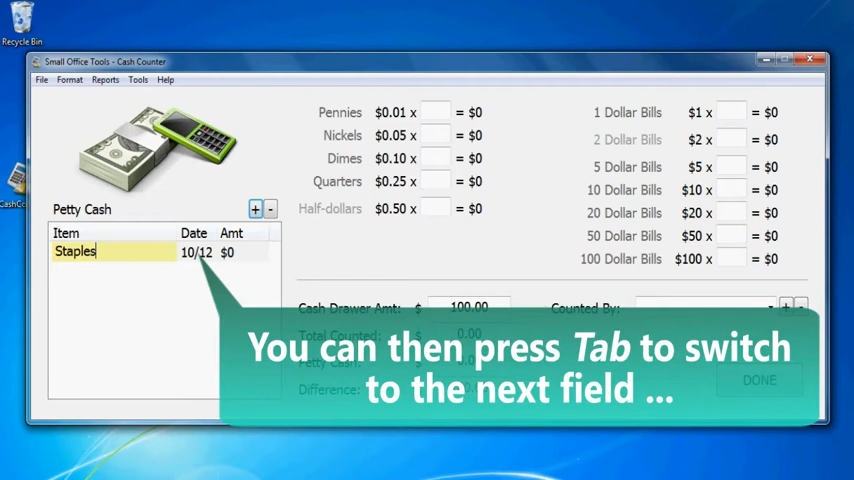 Recycle Bin
Small Office Tools - Cash Counter
File Format Reports Tools Help
Pennies $0.01 x = $0
Nickels $0.05 x = $0
Dimes $0.10 x = $0
Quarters $0.25 x = $0
Half-dollars $0.50 x = $0
1 Dollar Bills $1 x = $0
2 Dollar Bills $2 x = $0
5 Dollar Bills $5 x = $0
10 Dollar Bills $10 x = $0
20 Dollar Bills $20 x = $0
50 Dollar Bills $50 x = $0
100 Dollar Bills $100 x = $0
Petty Cash + -
Item Date Amt
Staples 10/12 $0
Cash Drawer Amt: $ 100.00 Counted By: + -
Total Counted: 0.00
Petty Cash:
Difference:
DONE
You can then press Tab to switch
to the next field ...